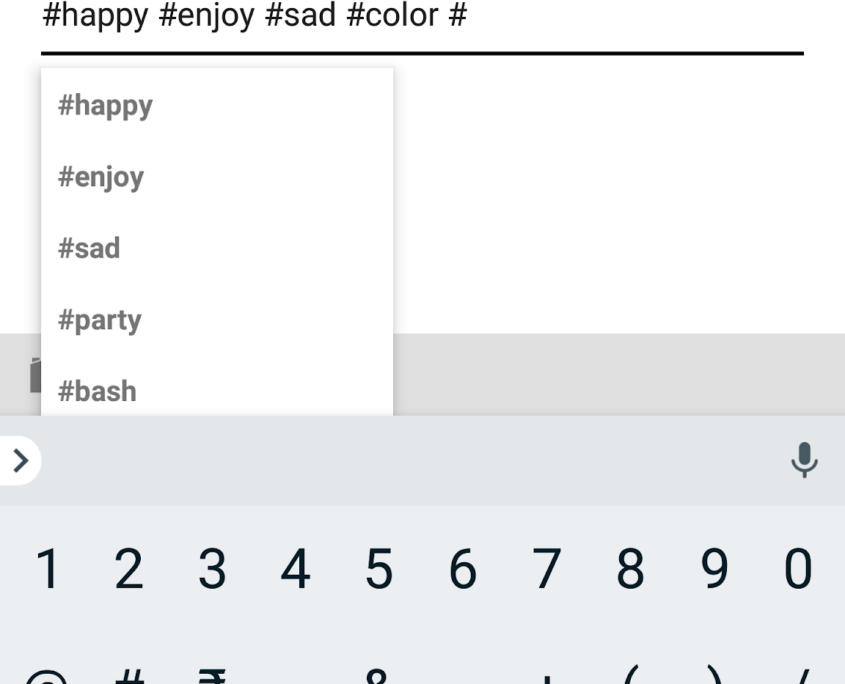 #happy #enjoy #sad #color #
#happy
#enjoy
#sad
#party
#bash
1 2 3 4 5 6 7 8 9 0
@ # ₹ & + ( ) /